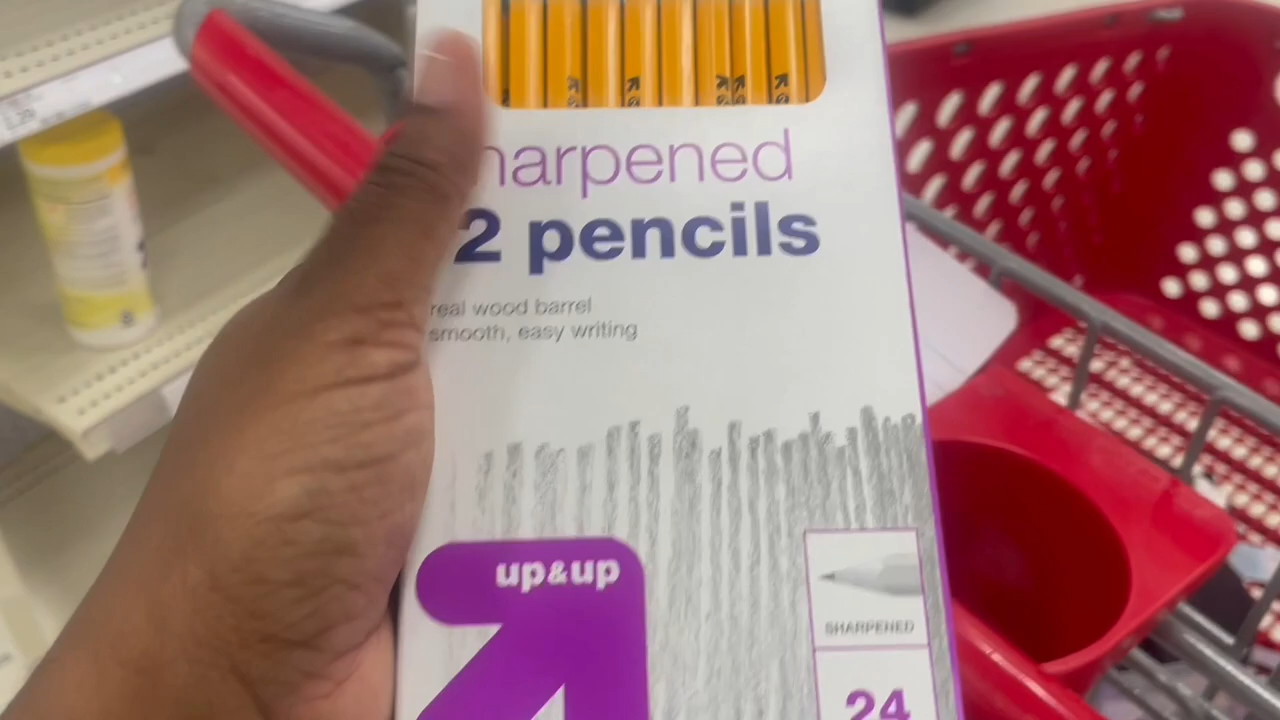 harpened
2 pencils
real wood barrel
smooth, easy writing
up&up
SHARPENED
24